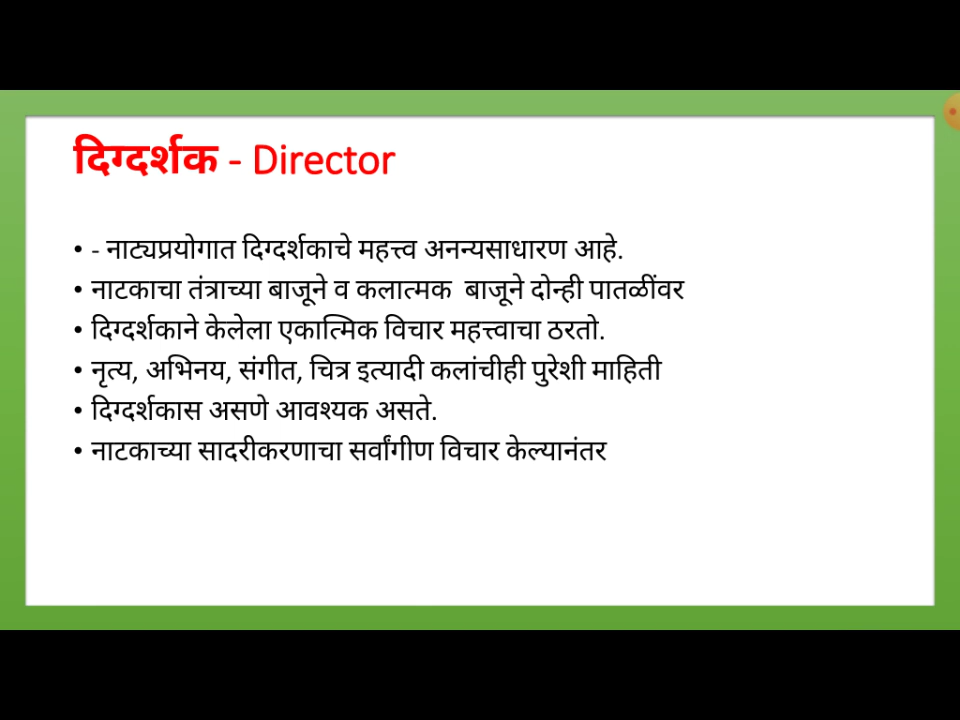 दिग्दर्शक - Director
• - नाट्यप्रयोगात दिग्दर्शकाचे महत्त्व अनन्यसाधारण आहे.
• नाटकाचा तंत्राच्या बाजूने व कलात्मक बाजूने दोन्ही पातळींवर
• दिग्दर्शकाने केलेला एकात्मिक विचार महत्त्वाचा ठरतो.
• नृत्य, अभिनय, संगीत, चित्र इत्यादी कलांचीही पुरेशी माहिती
• दिग्दर्शकास असणे आवश्यक असते.
• नाटकाच्या सादरीकरणाचा सर्वांगीण विचार केल्यानंतर